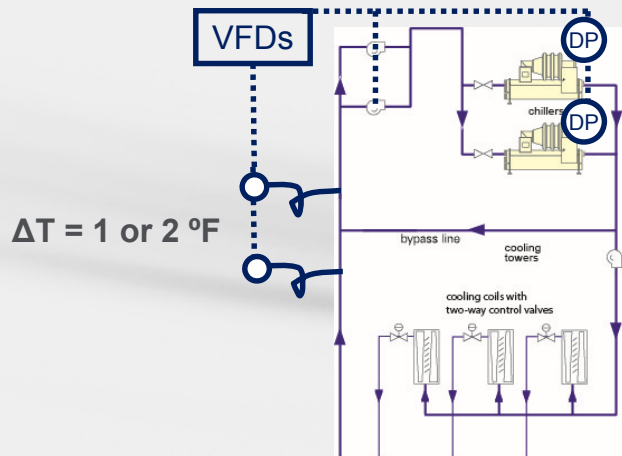 VFDs
DP
chillers
DP
ΔT = 1 or 2 ºF
bypass line
cooling
towers
cooling coils with
two-way control valves